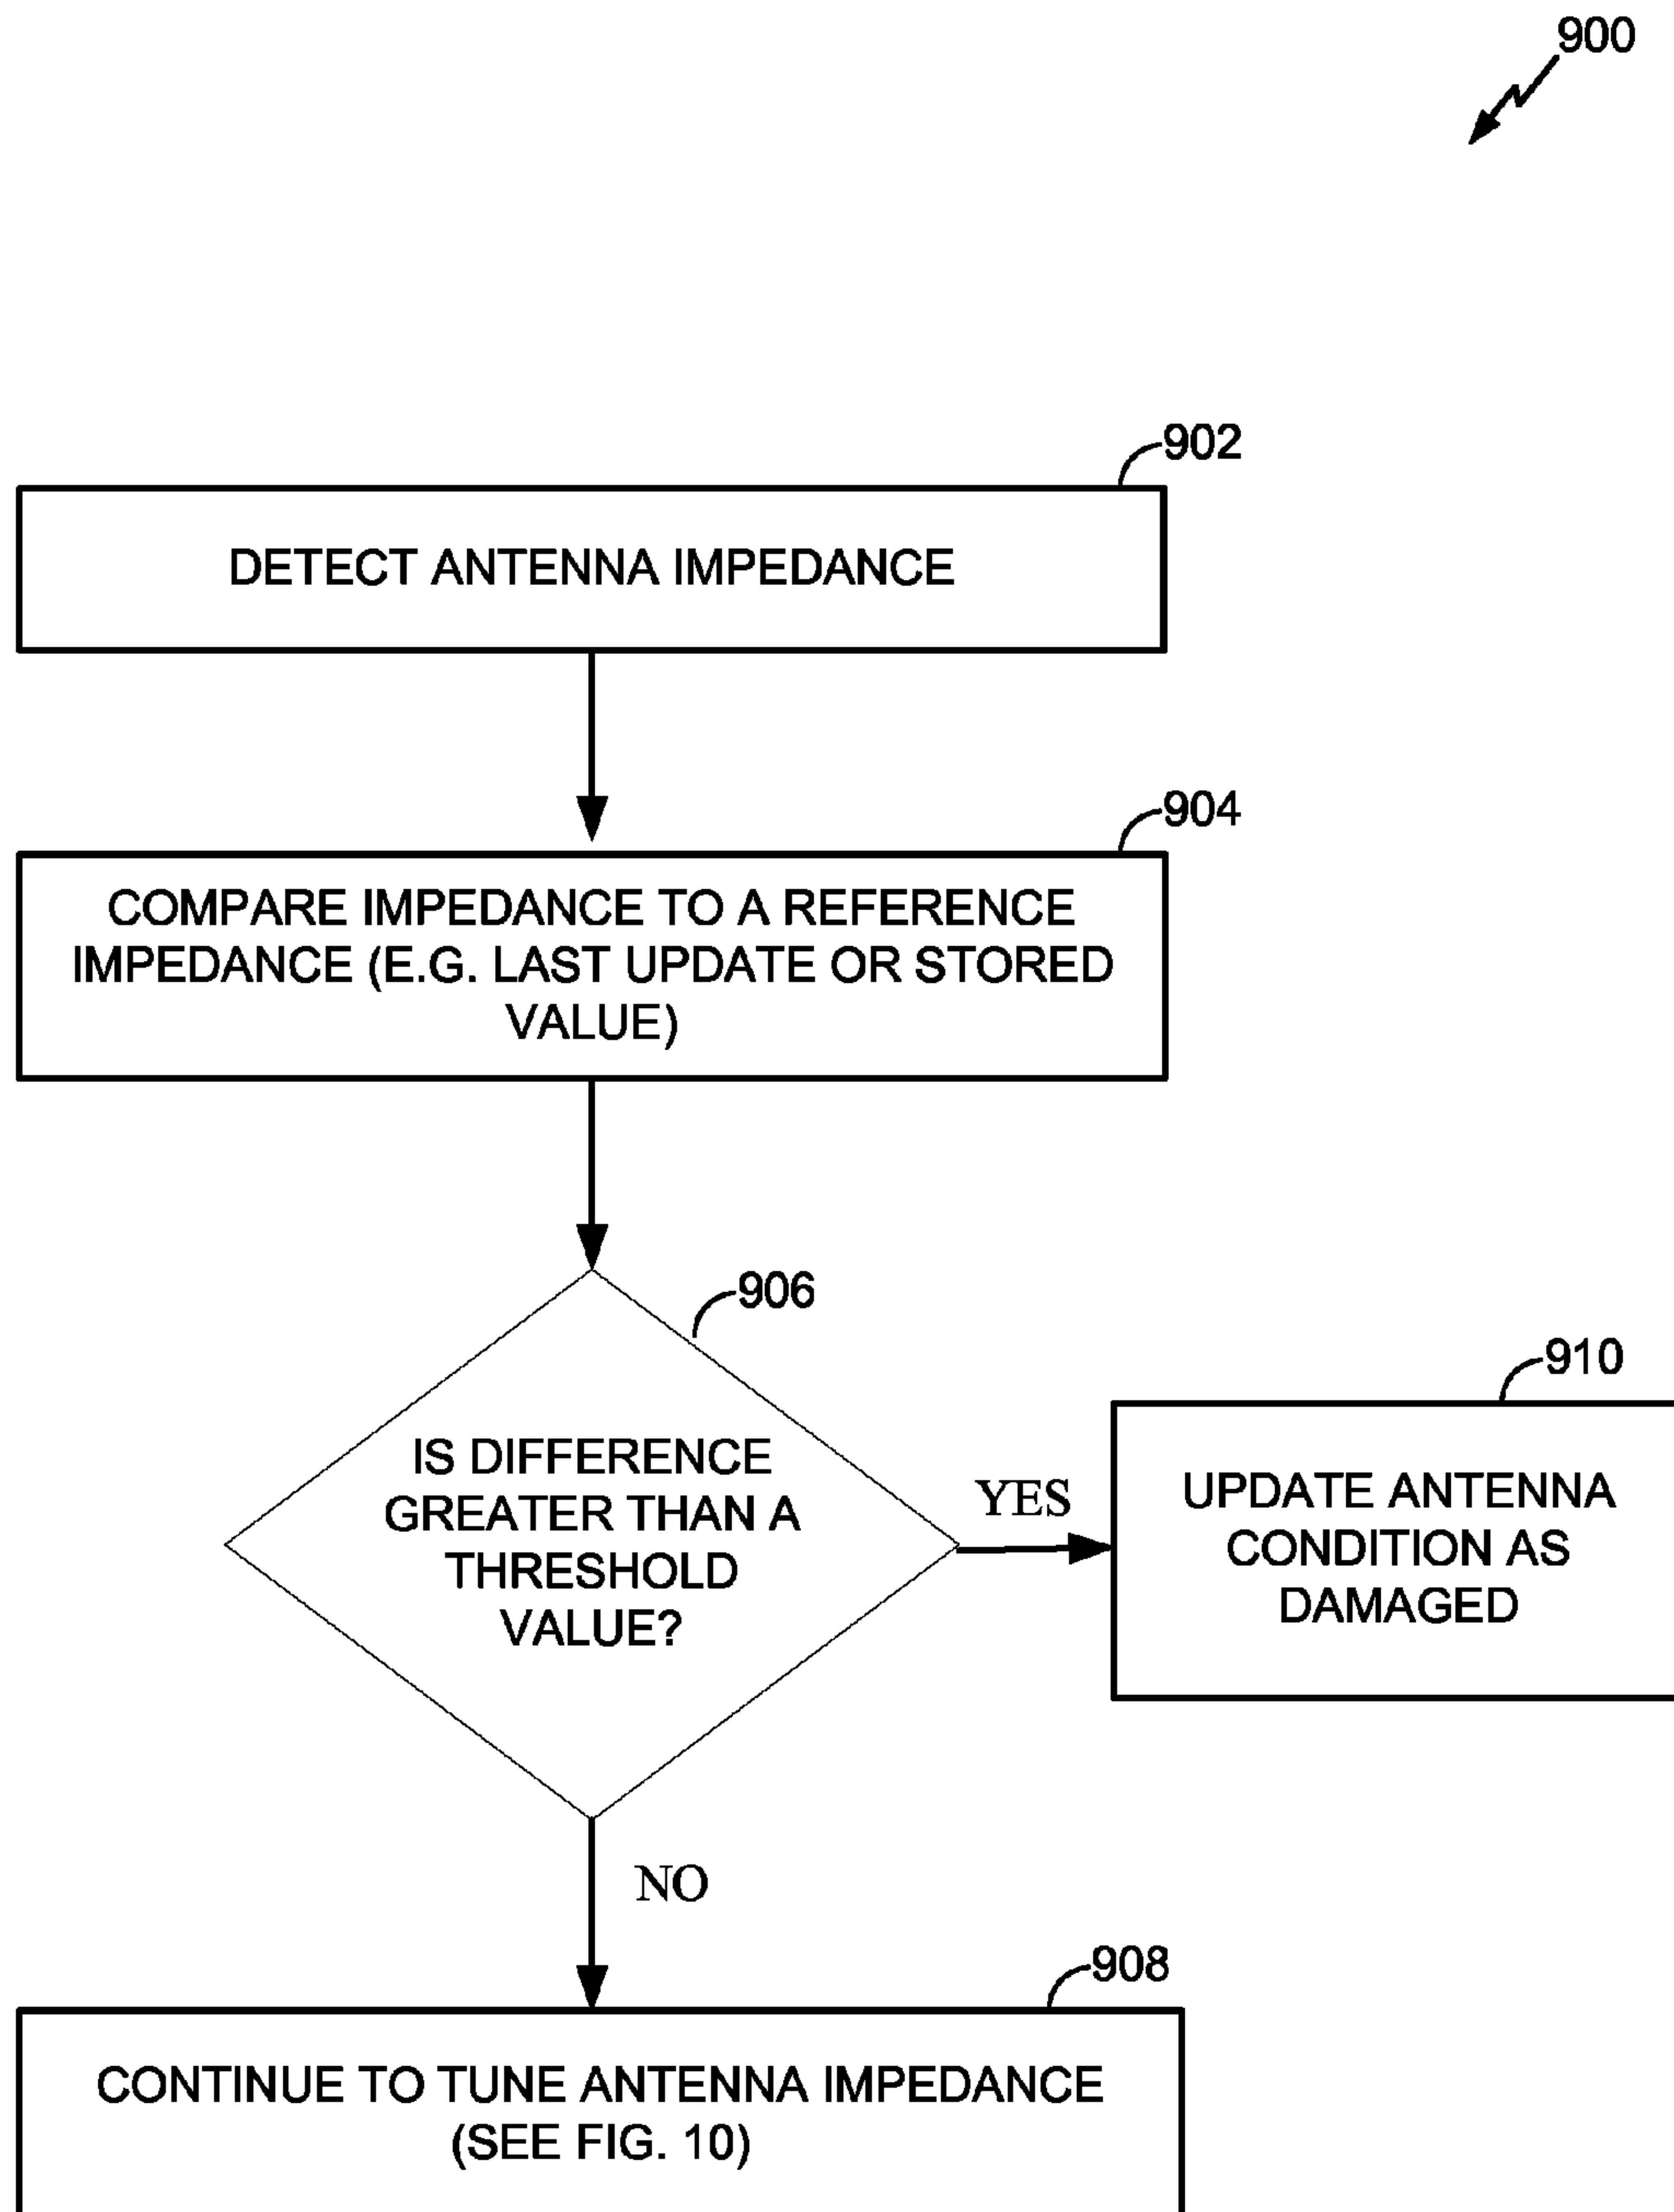 900
902
DETECT ANTENNA IMPEDANCE
904
COMPARE IMPEDANCE TO A REFERENCE
IMPEDANCE (E.G. LAST UPDATE OR STORED
VALUE)
906
IS DIFFERENCE
GREATER THAN A
THRESHOLD
VALUE?
YES
910
UPDATE ANTENNA
CONDITION AS
DAMAGED
NO
908
CONTINUE TO TUNE ANTENNA IMPEDANCE
(SEE FIG. 10)